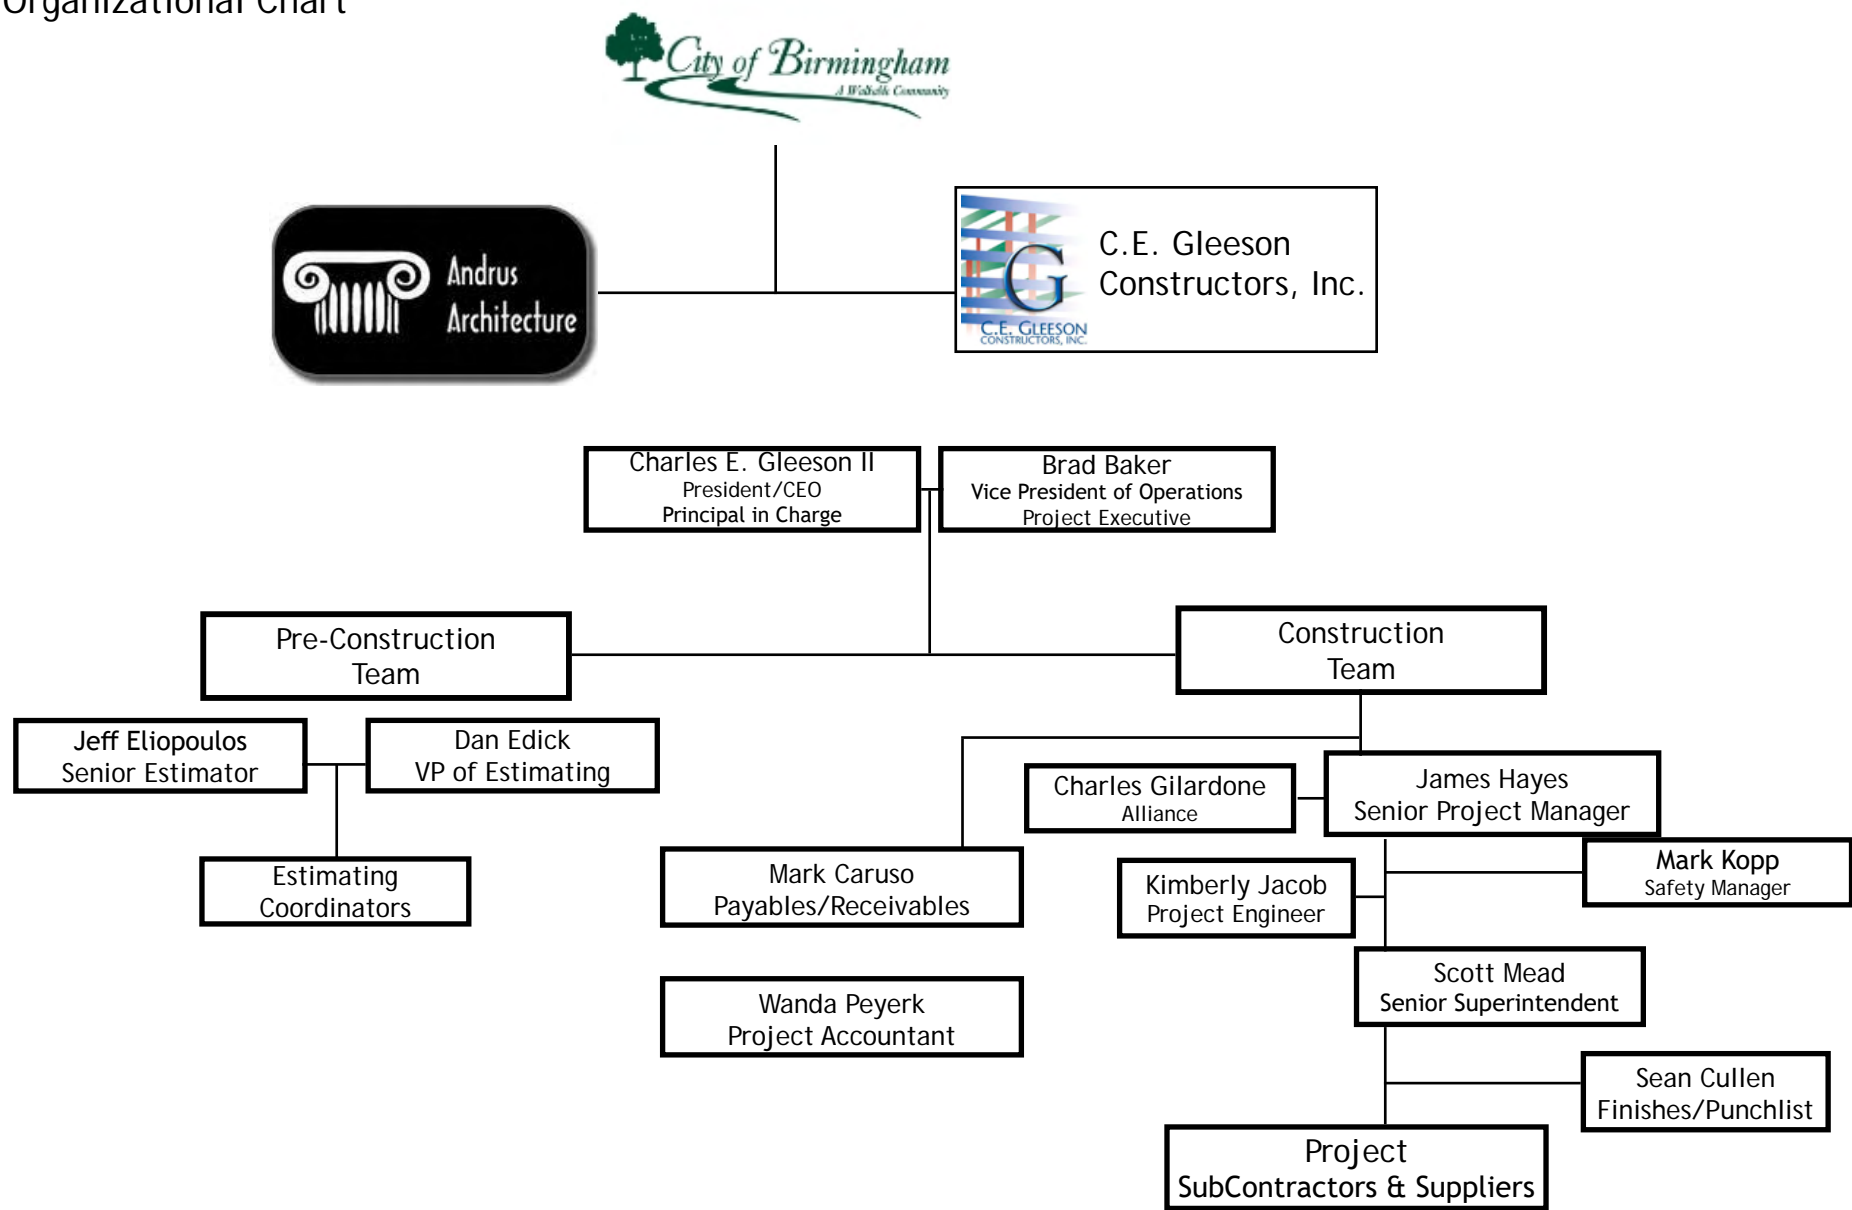 Organizational Chart
City of Birmingham
A Walkable Community
Andrus
Architecture
C.E. Gleeson
Constructors, Inc.
G
C.E. GLEESON
CONSTRUCTORS, INC.
Charles E. Gleeson II
President/CEO
Principal in Charge
Brad Baker
Vice President of Operations
Project Executive
Pre-Construction
Team
Construction
Team
Jeff Eliopoulos
Senior Estimator
Dan Edick
VP of Estimating
Charles Gilardone
Alliance
James Hayes
Senior Project Manager
Estimating
Coordinators
Mark Caruso
Payables/Receivables
Kimberly Jacob
Project Engineer
Mark Kopp
Safety Manager
Wanda Peyerk
Project Accountant
Scott Mead
Senior Superintendent
Sean Cullen
Finishes/Punchlist
Project
SubContractors & Suppliers